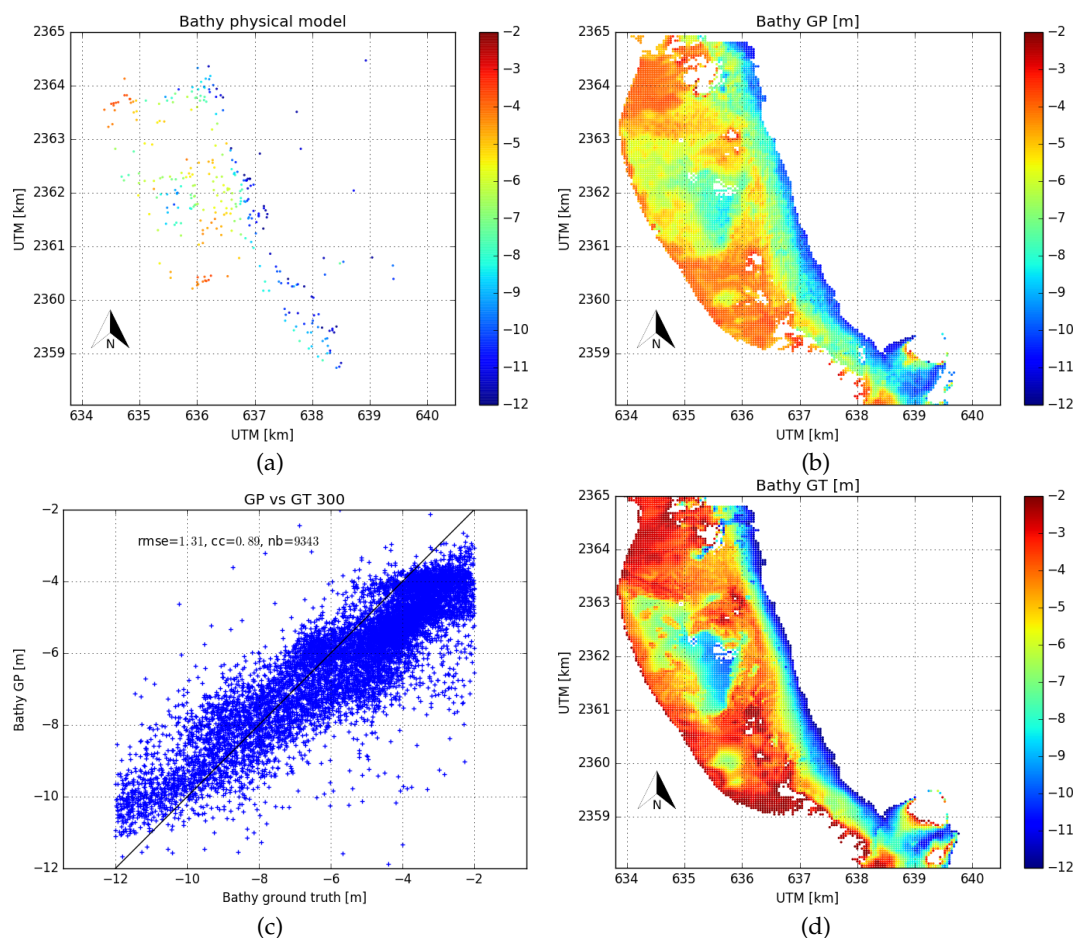 Bathy physical model
2365
2364
2363
2362
2361
2360
2359
UTM [km]
634 635 636 637 638 639 640
UTM [km]
N
−2
−3
−4
−5
−6
−7
−8
−9
−10
−11
−12
(a)
Bathy GP [m]
2365
2364
2363
2362
2361
2360
2359
UTM [km]
634 635 636 637 638 639 640
UTM [km]
N
−2
−3
−4
−5
−6
−7
−8
−9
−10
−11
−12
(b)
GP vs GT 300
rmse=1.31, cc=0.89, nb=9343
−2
−4
−6
−8
−10
−12
Bathy GP [m]
−12 −10 −8 −6 −4 −2
Bathy ground truth [m]
(c)
Bathy GT [m]
2365
2364
2363
2362
2361
2360
2359
UTM [km]
634 635 636 637 638 639 640
UTM [km]
N
−2
−3
−4
−5
−6
−7
−8
−9
−10
−11
−12
(d)